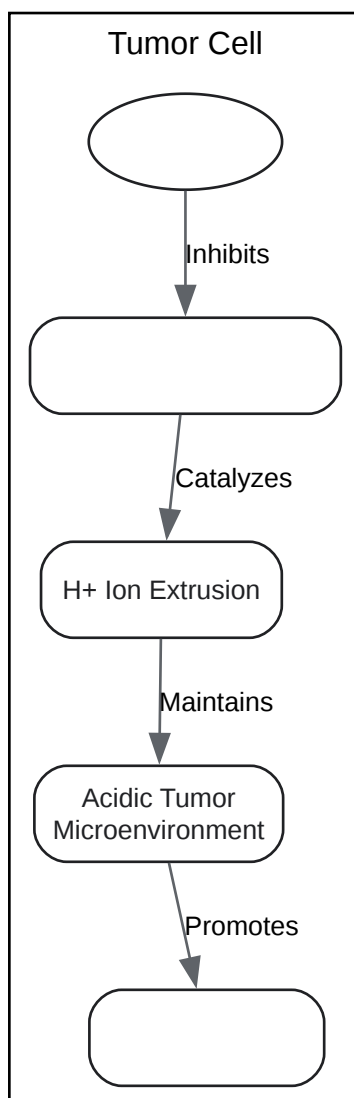 Tumor Cell
Inhibits
Catalyzes
H+ Ion Extrusion
Maintains
Acidic Tumor
Microenvironment
Promotes